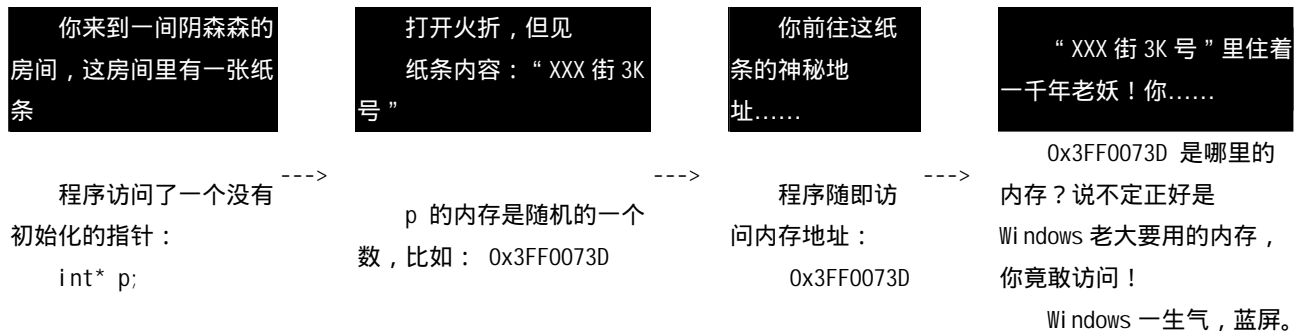 你来到一间阴森森的
房间，这房间里有一张纸
条
打开火折，但见
纸条内容：“XXX 街 3K
号”
你前往这纸
条的神秘地
址……
“XXX 街 3K 号”里住着
一千年老妖！你……
程序访问了一个没有
初始化的指针：
int* p;
--->
p 的内存是随机的一个
数，比如： 0x3FF0073D
--->
程序随即访
问内存地址：
0x3FF0073D
--->
0x3FF0073D 是哪里的
内存？说不定正好是
Windows 老大要用的内存，
你竟敢访问！
Windows 一生气，蓝屏。